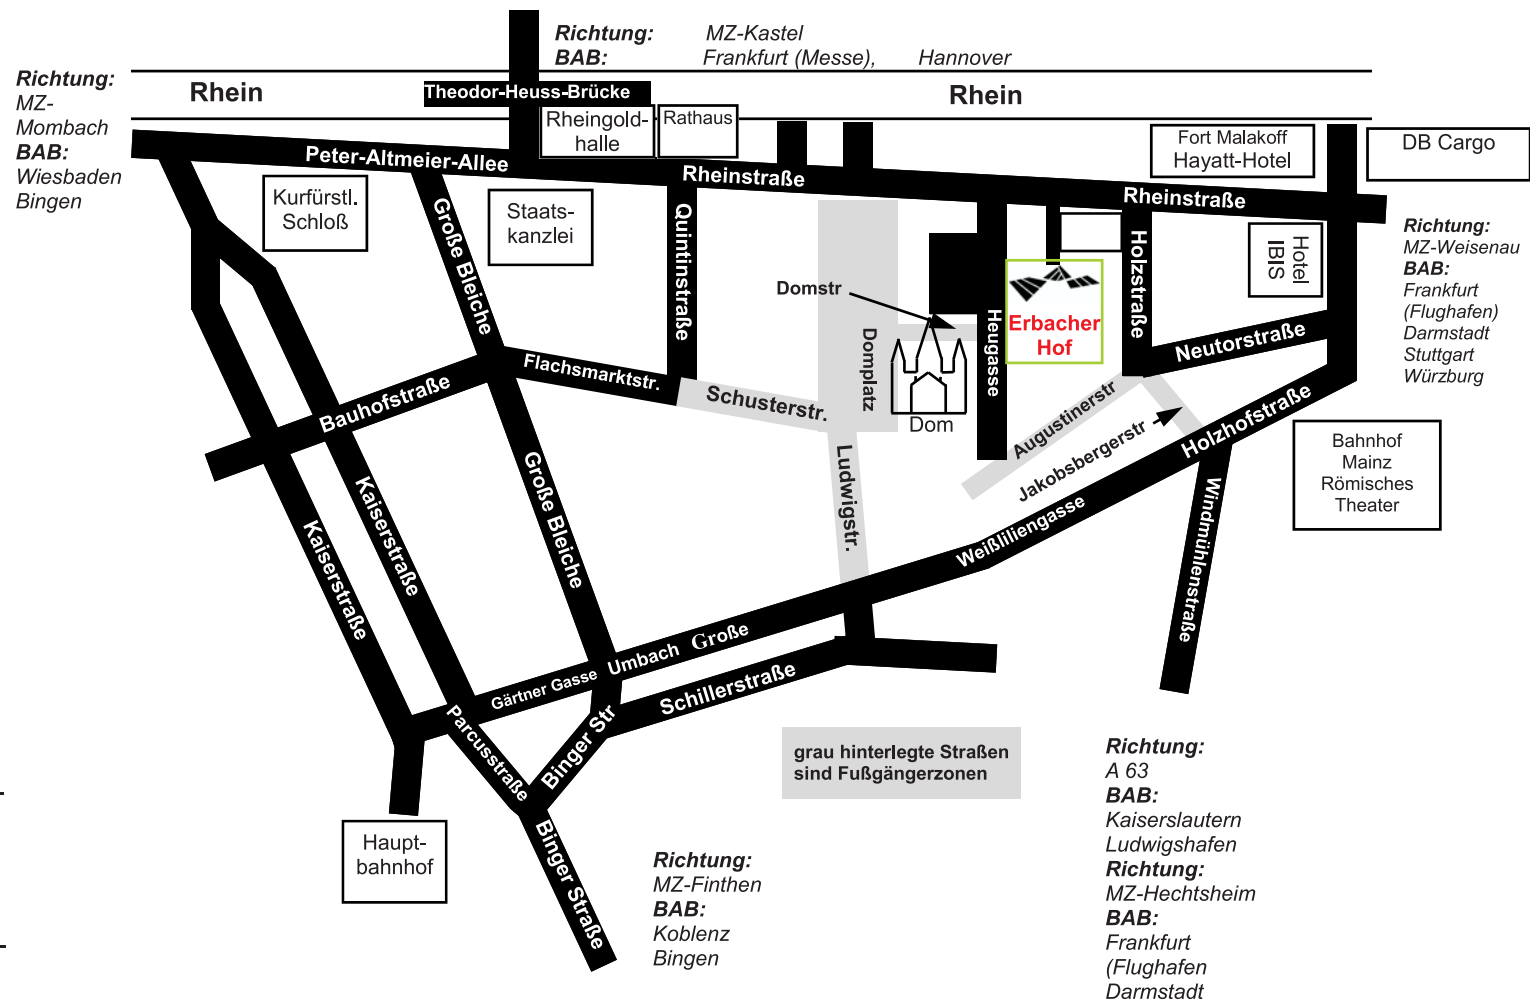 Richtung: MZ-Kastel
BAB: Frankfurt (Messe), Hannover
Richtung:
MZ-
Mombach
BAB:
Wiesbaden
Bingen
Rhein
Theodor-Heuss-Brücke
Rhein
Rheingold-
halle
Rathaus
Fort Malakoff
Hayatt-Hotel
DB Cargo
Peter-Altmeier-Allee
Rheinstraße
Rheinstraße
Kurfürstl.
Schloß
Große Bleiche
Staats-
kanzlei
Quintinstraße
Holzstraße
Hotel
IBIS
Richtung:
MZ-Weisenau
BAB:
Frankfurt
(Flughafen)
Darmstadt
Stuttgart
Würzburg
Domstr
Erbacher
Hof
Heugasse
Domplatz
Dom
Neutorstraße
Flachsmarktstr.
Bauhofstraße
Schusterstr.
Augustinerstr
Jakobsbergerstr
Holzhofstraße
Bahnhof
Mainz
Römisches
Theater
Ludwigstr.
Große Bleiche
Kaiserstraße
Kaiserstraße
Weißliliengasse
Windmühlenstraße
Gärtner Gasse
Umbach
Große
Schillerstraße
Parcusstraße
Binger Str
Binger Straße
Haupt-
bahnhof
grau hinterlegte Straßen
sind Fußgängerzonen
Richtung:
MZ-Finthen
BAB:
Koblenz
Bingen
Richtung:
A 63
BAB:
Kaiserslautern
Ludwigshafen
Richtung:
MZ-Hechtsheim
BAB:
Frankfurt
(Flughafen
Darmstadt